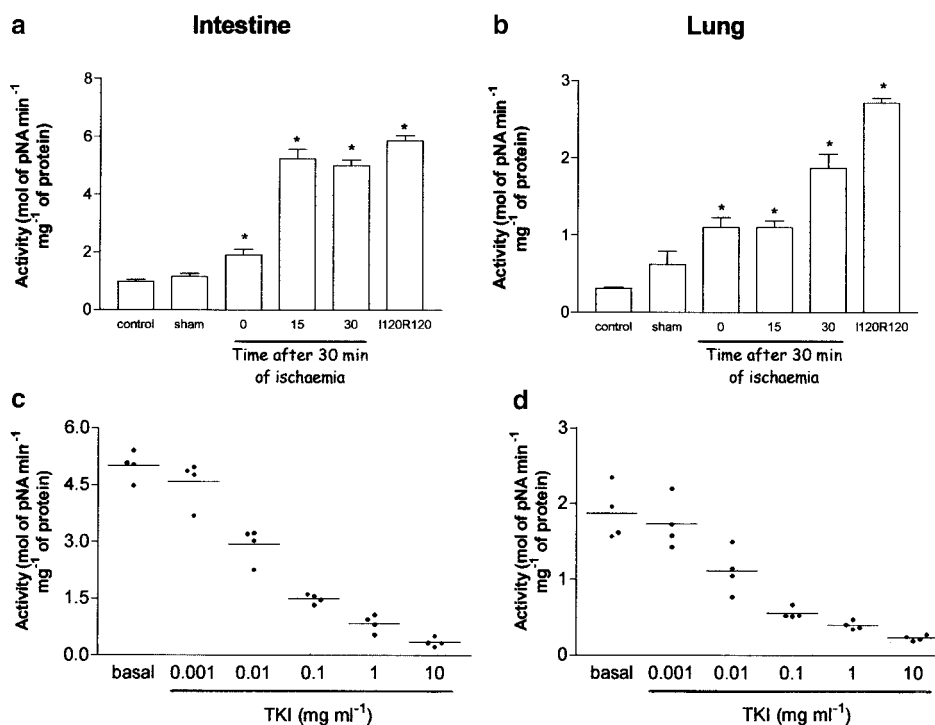 a
Intestine
b
Lung
Activity (mol of pNA min⁻¹
mg⁻¹ of protein)
8
6
4
2
0
*
*
*
*
control
sham
0
15
30
I120R120
Time after 30 min
of ischaemia
Activity (mol of pNA min⁻¹
mg⁻¹ of protein)
3
2
1
0
*
*
*
*
control
sham
0
15
30
I120R120
Time after 30 min
of ischaemia
c
Activity (mol of pNA min⁻¹
mg⁻¹ of protein)
6.0
4.5
3.0
1.5
0.0
basal
0.001
0.01
0.1
1
10
TKI (mg ml⁻¹)
d
Activity (mol of pNA min⁻¹
mg⁻¹ of protein)
3
2
1
0
basal
0.001
0.01
0.1
1
10
TKI (mg ml⁻¹)